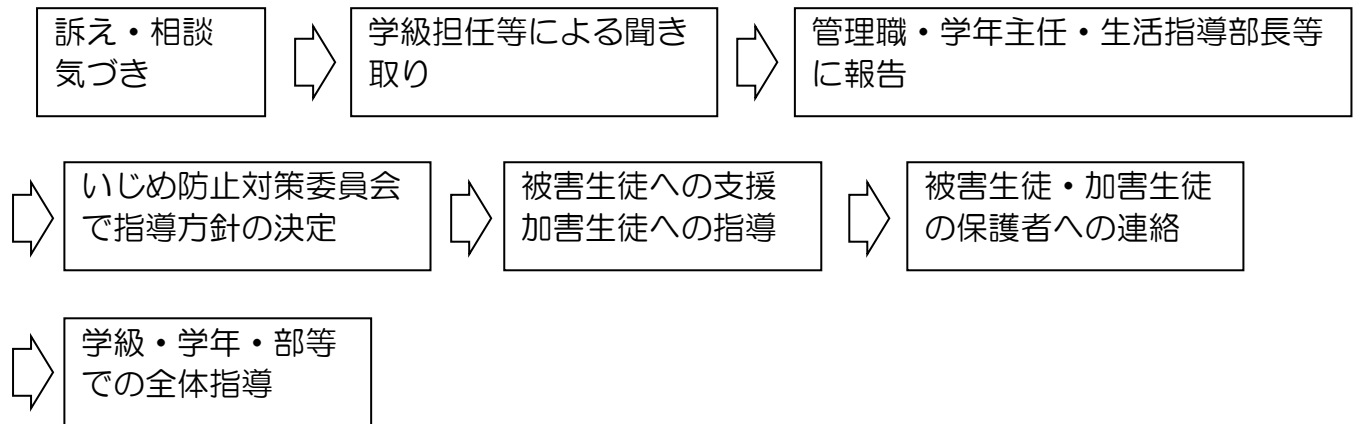 訴え・相談
気づき
学級担任等による聞き
取り
管理職・学年主任・生活指導部長等
に報告
いじめ防止対策委員会
で指導方針の決定
被害生徒への支援
加害生徒への指導
被害生徒・加害生徒
の保護者への連絡
学級・学年・部等
での全体指導